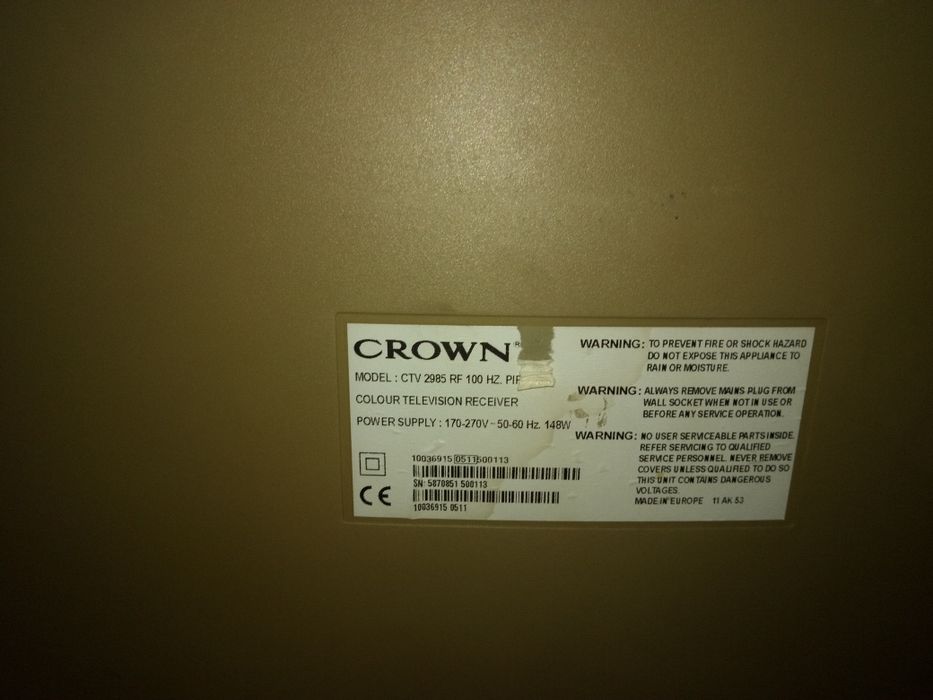 CROWN®
MODEL : CTV 2985 RF 100 HZ. PIP
COLOUR TELEVISION RECEIVER
POWER SUPPLY : 170-270V ~ 50-60 Hz. 148W
10036915 0511 500113
SN: 5870851 500113
CE
10036915 0511
WARNING: TO PREVENT FIRE OR SHOCK HAZARD
DO NOT EXPOSE THIS APPLIANCE TO
RAIN OR MOISTURE.
WARNING: ALWAYS REMOVE MAINS PLUG FROM
WALL SOCKET WHEN NOT IN USE OR
BEFORE ANY SERVICE OPERATION.
WARNING: NO USER SERVICEABLE PARTS INSIDE.
REFER SERVICING TO QUALIFIED
SERVICE PERSONNEL. NEVER REMOVE
COVERS UNLESS QUALIFIED TO DO SO
THIS UNIT CONTAINS DANGEROUS
VOLTAGES.
MADE IN EUROPE 11 AK 53